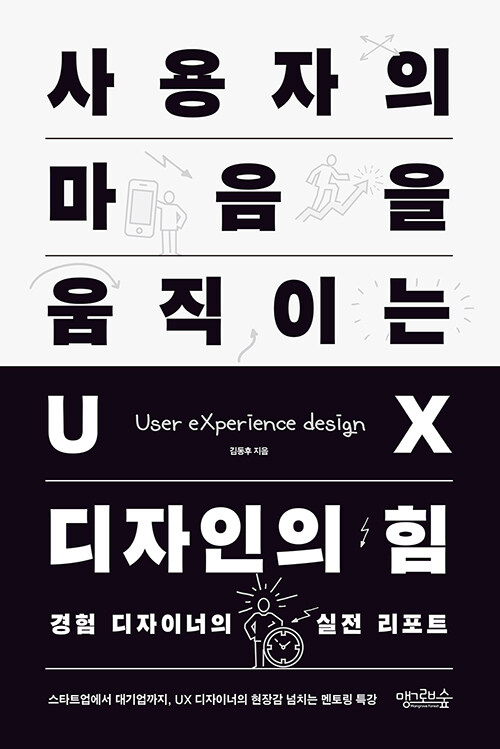 사용자의
마음을
움직이는
UX
User eXperience design
김동후 지음
디자인의 힘
경험 디자이너의 실전 리포트
스타트업에서 대기업까지, UX 디자이너의 현장감 넘치는 멘토링 특강
맹그로브숲
Mangrove forest